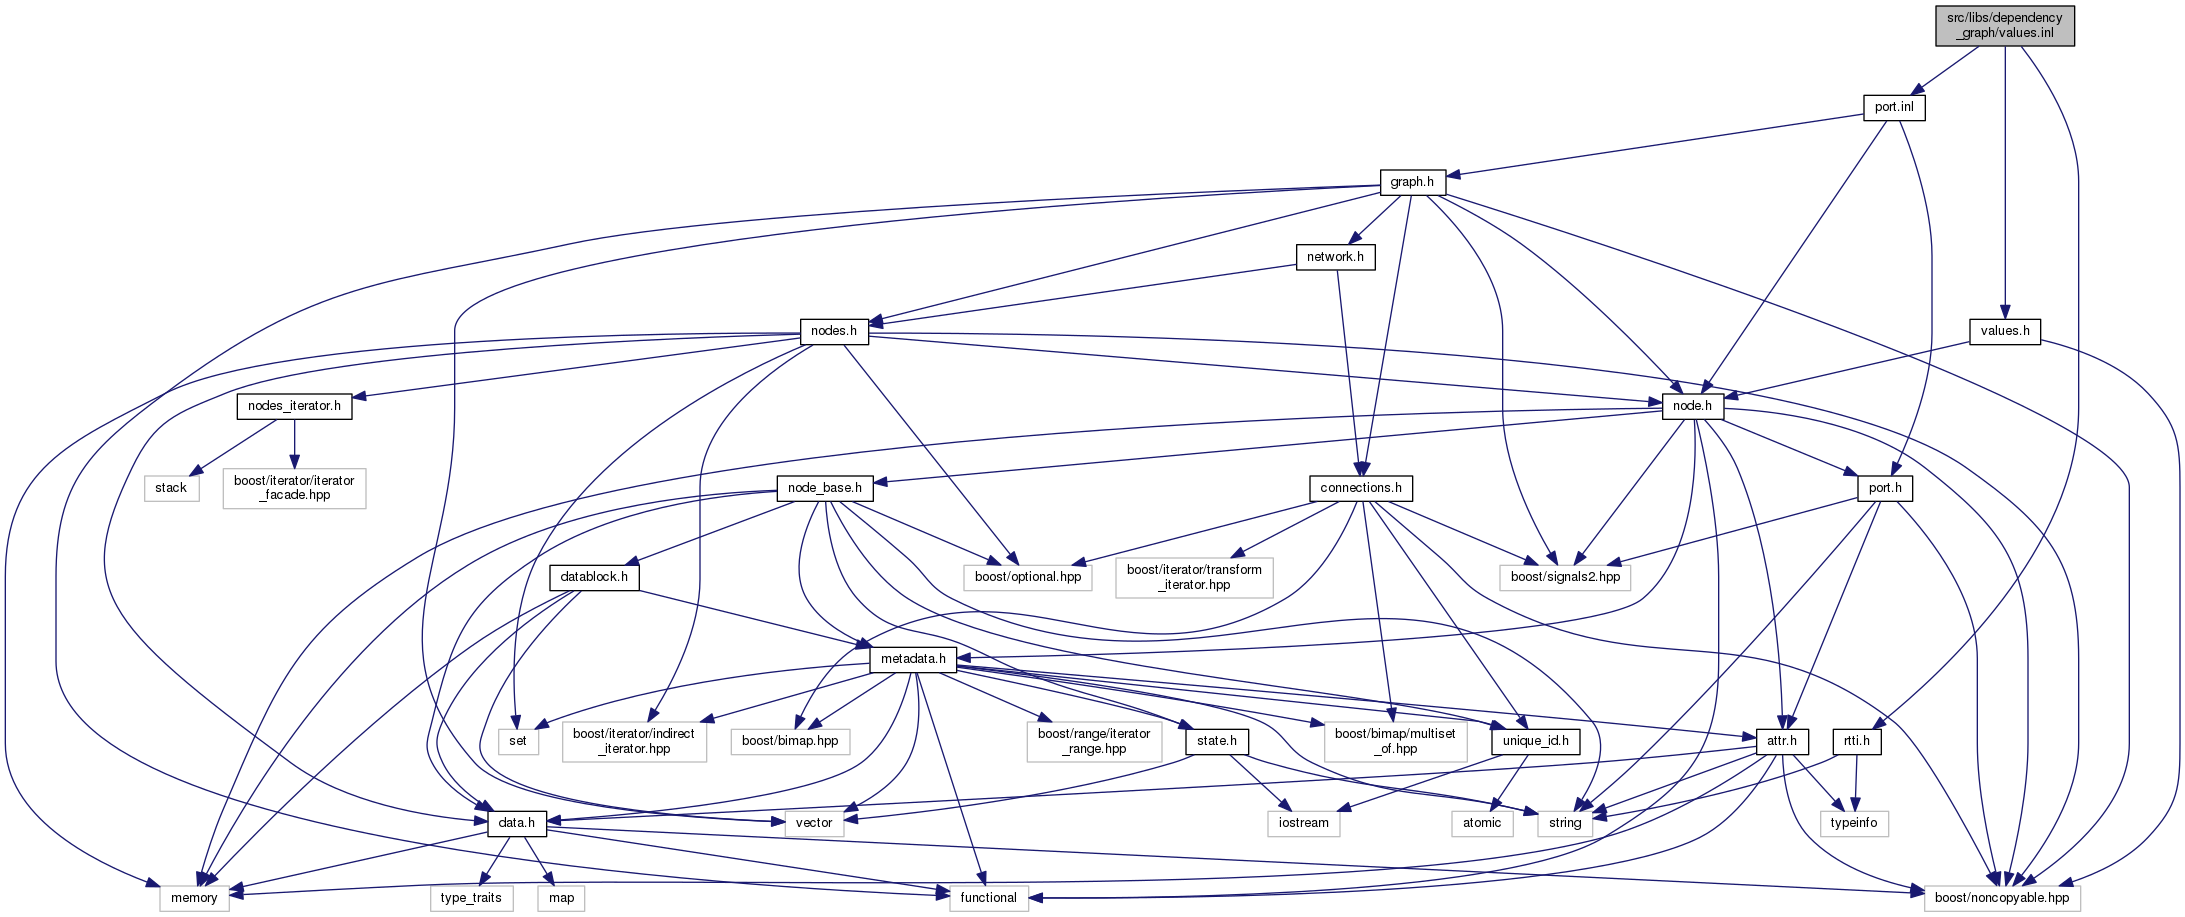 src/libs/dependency
_graph/values.inl
port.inl
graph.h
network.h
nodes.h
values.h
nodes_iterator.h
node.h
stack
boost/iterator/iterator
_facade.hpp
node_base.h
connections.h
port.h
datablock.h
boost/optional.hpp
boost/iterator/transform
_iterator.hpp
boost/signals2.hpp
metadata.h
set
boost/iterator/indirect
_iterator.hpp
boost/bimap.hpp
boost/range/iterator
_range.hpp
state.h
boost/bimap/multiset
_of.hpp
unique_id.h
attr.h
rtti.h
data.h
vector
iostream
atomic
string
typeinfo
memory
type_traits
map
functional
boost/noncopyable.hpp